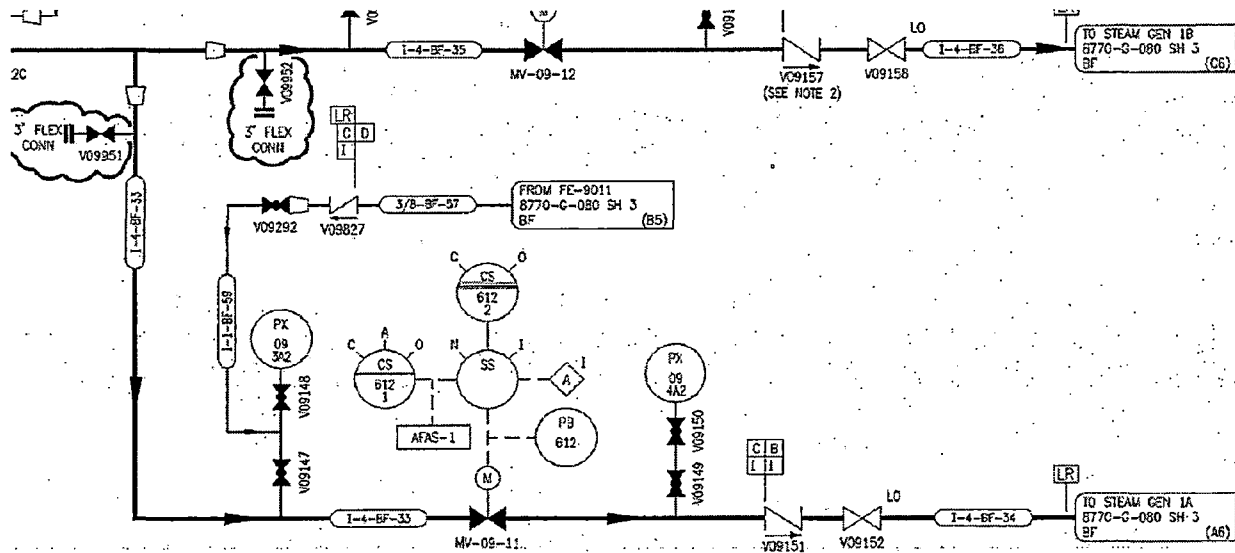 M
I-4-BF-35
MV-09-12
V09157
(SEE NOTE 2)
LO
V09158
I-4-BF-36
TO STEAM GEN 1B
8770-G-080 SH 3
BF (C6)
2C
V09952
3" FLEX
CONN
3" FLEX
CONN
V09951
I-4-BF-33
LR
C D
I
V09292
V09827
3/8-BF-57
FROM FE-9011
8770-G-080 SH 3
BF (B5)
I-1-BF-59
PX
09
3A2
V09148
V09147
C O
CS
612
2
C A O
CS
612
1
N I
SS
A I
AFAS-1
PB
612
M
PX
09
4A2
V09150
V09149
C B
I I
I-4-BF-33
MV-09-11
V09151
LO
V09152
I-4-BF-34
LR
TO STEAM GEN 1A
8770-G-080 SH 3
BF (A6)